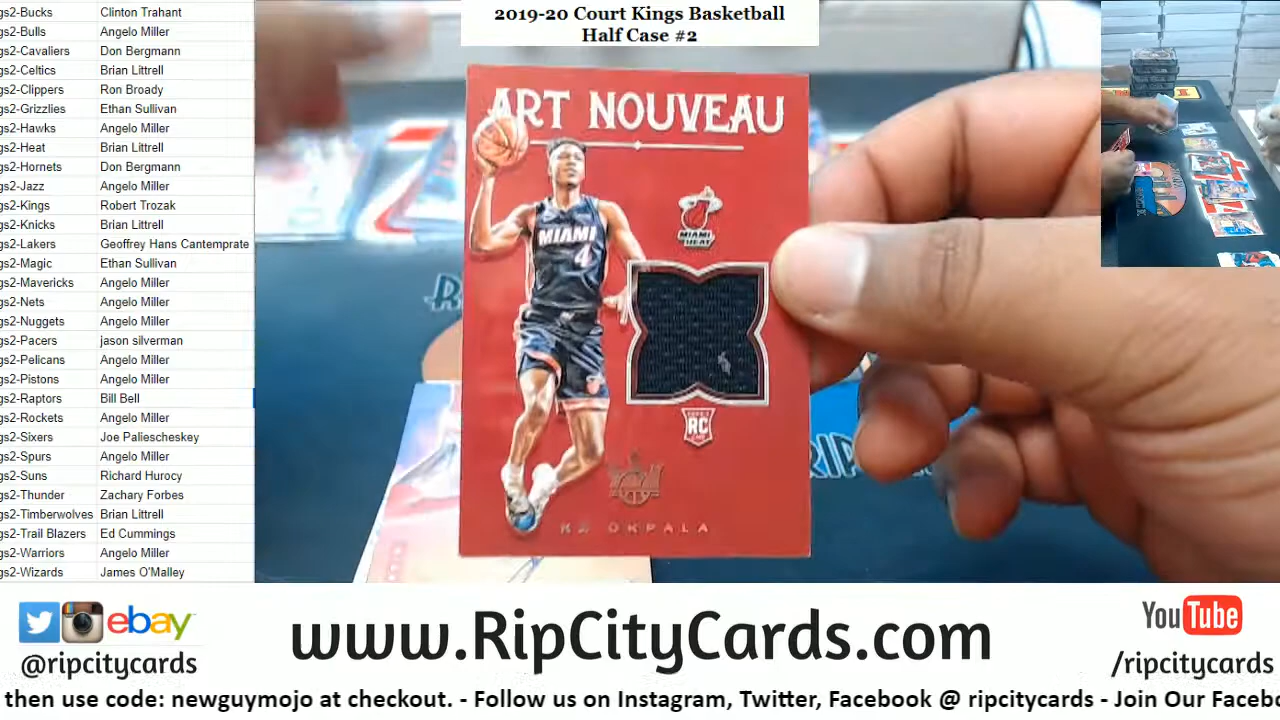 2019-20 Court Kings Basketball
Half Case #2
gs2-Bucks Clinton Trahant
gs2-Bulls Angelo Miller
gs2-Cavaliers Don Bergmann
gs2-Celtics Brian Littrell
gs2-Clippers Ron Broady
gs2-Grizzlies Ethan Sullivan
gs2-Hawks Angelo Miller
gs2-Heat Brian Littrell
gs2-Hornets Don Bergmann
gs2-Jazz Angelo Miller
gs2-Kings Robert Trozak
gs2-Knicks Brian Littrell
gs2-Lakers Geoffrey Hans Cantemprate
gs2-Magic Ethan Sullivan
gs2-Mavericks Angelo Miller
gs2-Nets Angelo Miller
gs2-Nuggets Angelo Miller
gs2-Pacers jason silverman
gs2-Pelicans Angelo Miller
gs2-Pistons Angelo Miller
gs2-Raptors Bill Bell
gs2-Rockets Angelo Miller
gs2-Sixers Joe Paliescheskey
gs2-Spurs Angelo Miller
gs2-Suns Richard Hurocy
gs2-Thunder Zachary Forbes
gs2-Timberwolves Brian Littrell
gs2-Trail Blazers Ed Cummings
gs2-Warriors Angelo Miller
gs2-Wizards James O'Malley
ART NOUVEAU
MIAMI
HEAT
MIAMI
4
RC
KZ OKPALA
RIP
ebay
@ripcitycards
www.RipCityCards.com
YouTube
/ripcitycards
then use code: newguymojo at checkout. - Follow us on Instagram, Twitter, Facebook @ ripcitycards - Join Our Facebo